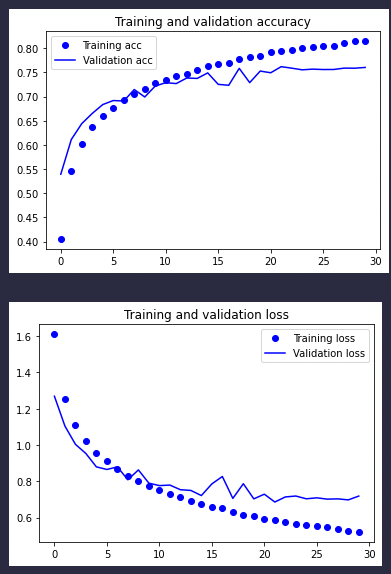 Training and validation accuracy
Training acc
Validation acc
0.80
0.75
0.70
0.65
0.60
0.55
0.50
0.45
0.40
0 5 10 15 20 25 30
Training and validation loss
Training loss
Validation loss
1.6
1.4
1.2
1.0
0.8
0.6
0 5 10 15 20 25 30